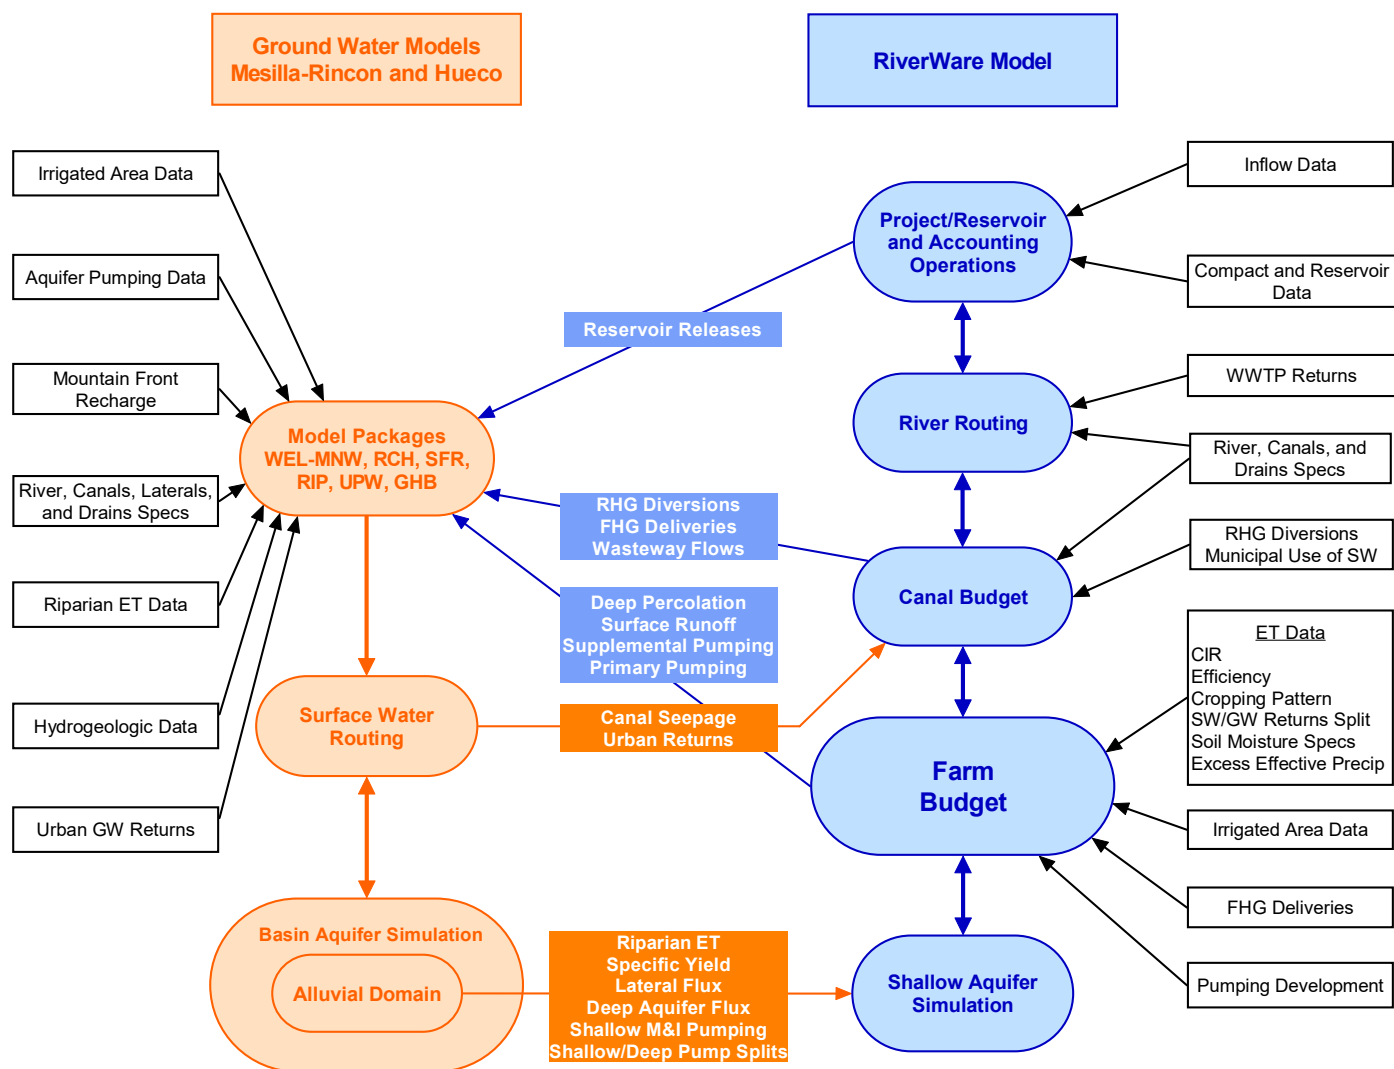 Ground Water Models
Mesilla-Rincon and Hueco
RiverWare Model
Irrigated Area Data
Aquifer Pumping Data
Mountain Front
Recharge
River, Canals, Laterals,
and Drains Specs
Riparian ET Data
Hydrogeologic Data
Urban GW Returns
Model Packages
WEL-MNW, RCH, SFR,
RIP, UPW, GHB
Surface Water
Routing
Basin Aquifer Simulation
Alluvial Domain
Reservoir Releases
RHG Diversions
FHG Deliveries
Wasteway Flows
Deep Percolation
Surface Runoff
Supplemental Pumping
Primary Pumping
Canal Seepage
Urban Returns
Riparian ET
Specific Yield
Lateral Flux
Deep Aquifer Flux
Shallow M&I Pumping
Shallow/Deep Pump Splits
Project/Reservoir
and Accounting
Operations
River Routing
Canal Budget
Farm
Budget
Shallow Aquifer
Simulation
Inflow Data
Compact and Reservoir
Data
WWTP Returns
River, Canals, and
Drains Specs
RHG Diversions
Municipal Use of SW
ET Data
CIR
Efficiency
Cropping Pattern
SW/GW Returns Split
Soil Moisture Specs
Excess Effective Precip
Irrigated Area Data
FHG Deliveries
Pumping Development